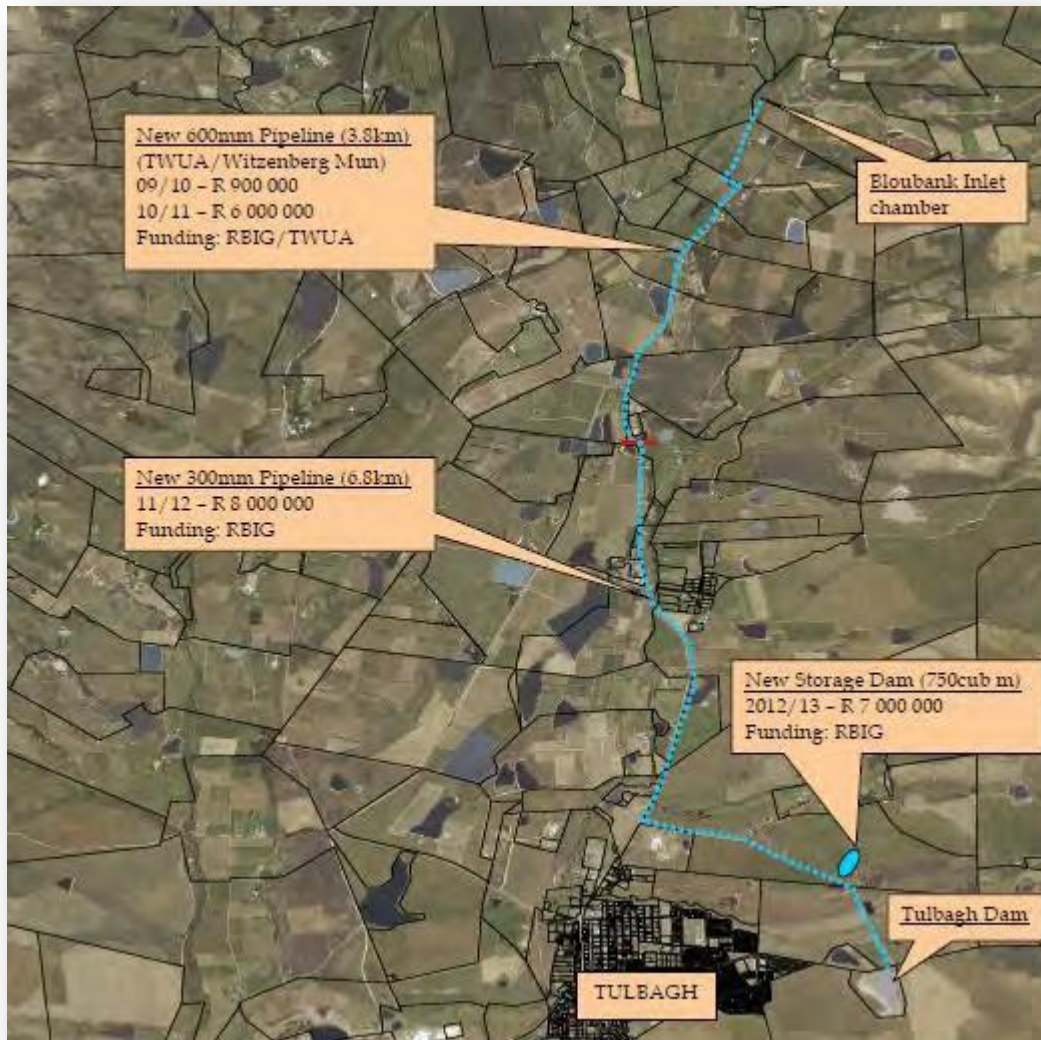 New 600mm Pipeline (3.8km)
(TWUA/Witzenberg Mun)
09/10 – R 900 000
10/11 – R 6 000 000
Funding: RBIG/TWUA
Bloubank Inlet
chamber
New 300mm Pipeline (6.8km)
11/12 – R 8 000 000
Funding: RBIG
New Storage Dam (750cub m)
2012/13 – R 7 000 000
Funding: RBIG
Tulbagh Dam
TULBAGH